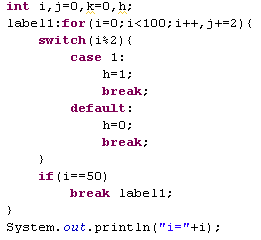 int i,j=0,k=0,h;
label1:for(i=0;i<100;i++,j+=2){
    switch(i%2){
        case 1:
            h=1;
            break;
        default:
            h=0;
            break;
    }
    if(i==50)
        break label1;
}
System.out.println("i="+i);